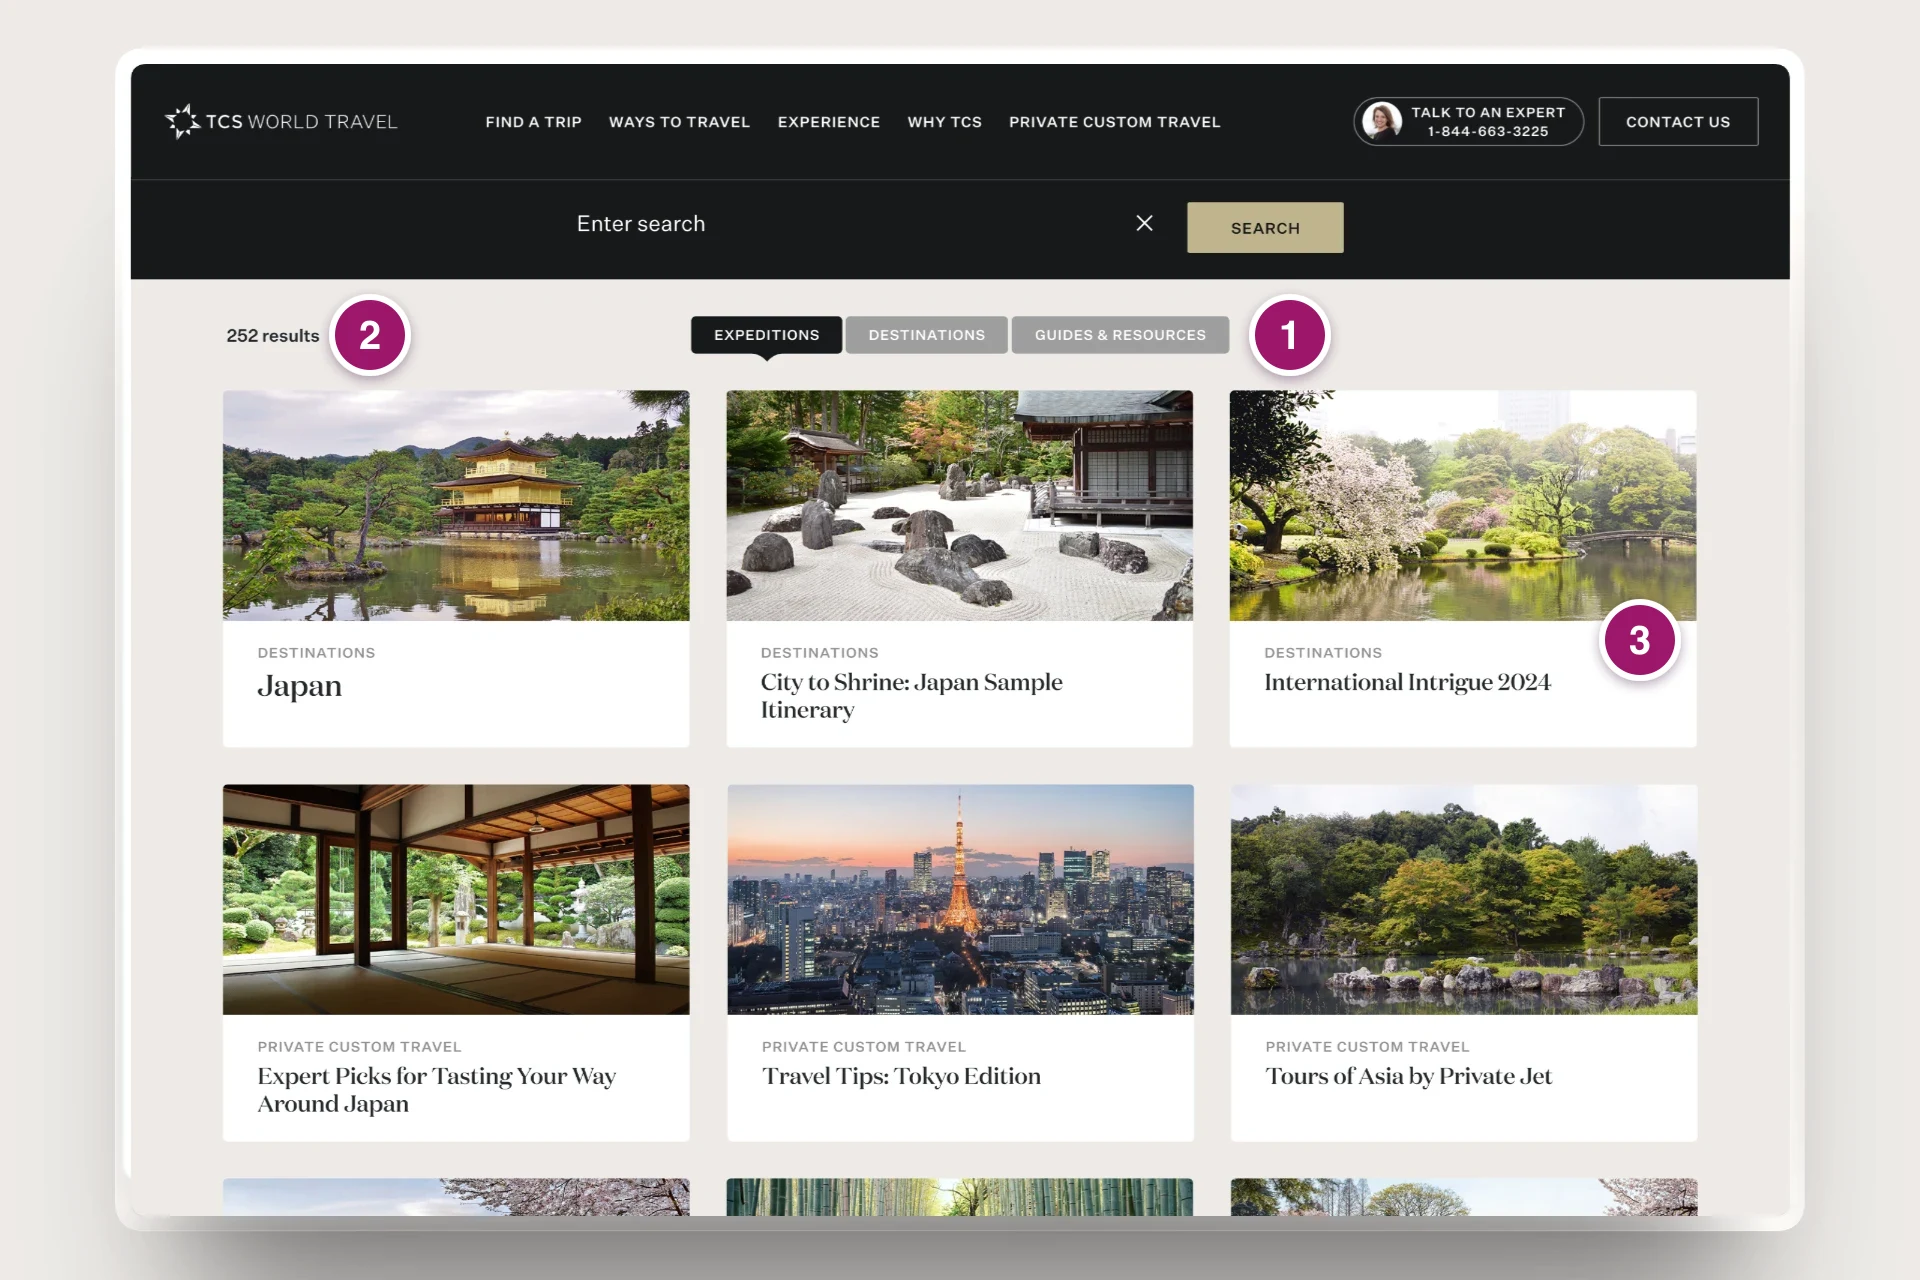 TCS WORLD TRAVEL
FIND A TRIP
WAYS TO TRAVEL
EXPERIENCE
WHY TCS
PRIVATE CUSTOM TRAVEL
TALK TO AN EXPERT
1-844-663-3225
CONTACT US
Enter search
SEARCH
252 results
2
EXPEDITIONS
DESTINATIONS
GUIDES & RESOURCES
1
DESTINATIONS
Japan
DESTINATIONS
City to Shrine: Japan Sample
Itinerary
3
DESTINATIONS
International Intrigue 2024
PRIVATE CUSTOM TRAVEL
Expert Picks for Tasting Your Way
Around Japan
PRIVATE CUSTOM TRAVEL
Travel Tips: Tokyo Edition
PRIVATE CUSTOM TRAVEL
Tours of Asia by Private Jet